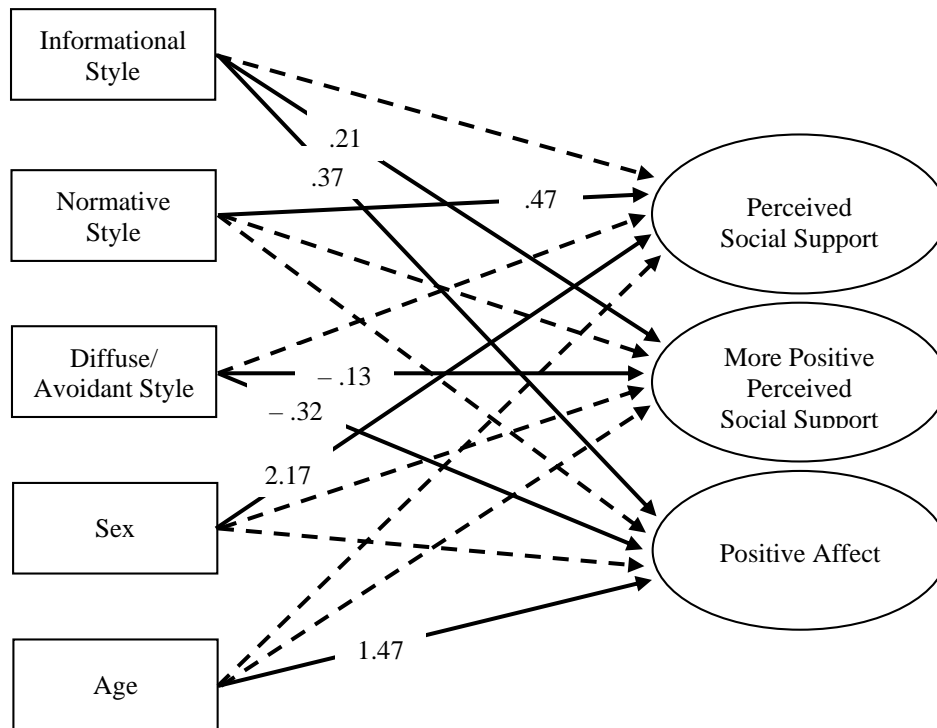 Informational
Style
.21
.37
Normative
Style
.47
Perceived
Social Support
Diffuse/
Avoidant Style
– .13
– .32
More Positive
Perceived
Social Support
2.17
Sex
Positive Affect
1.47
Age